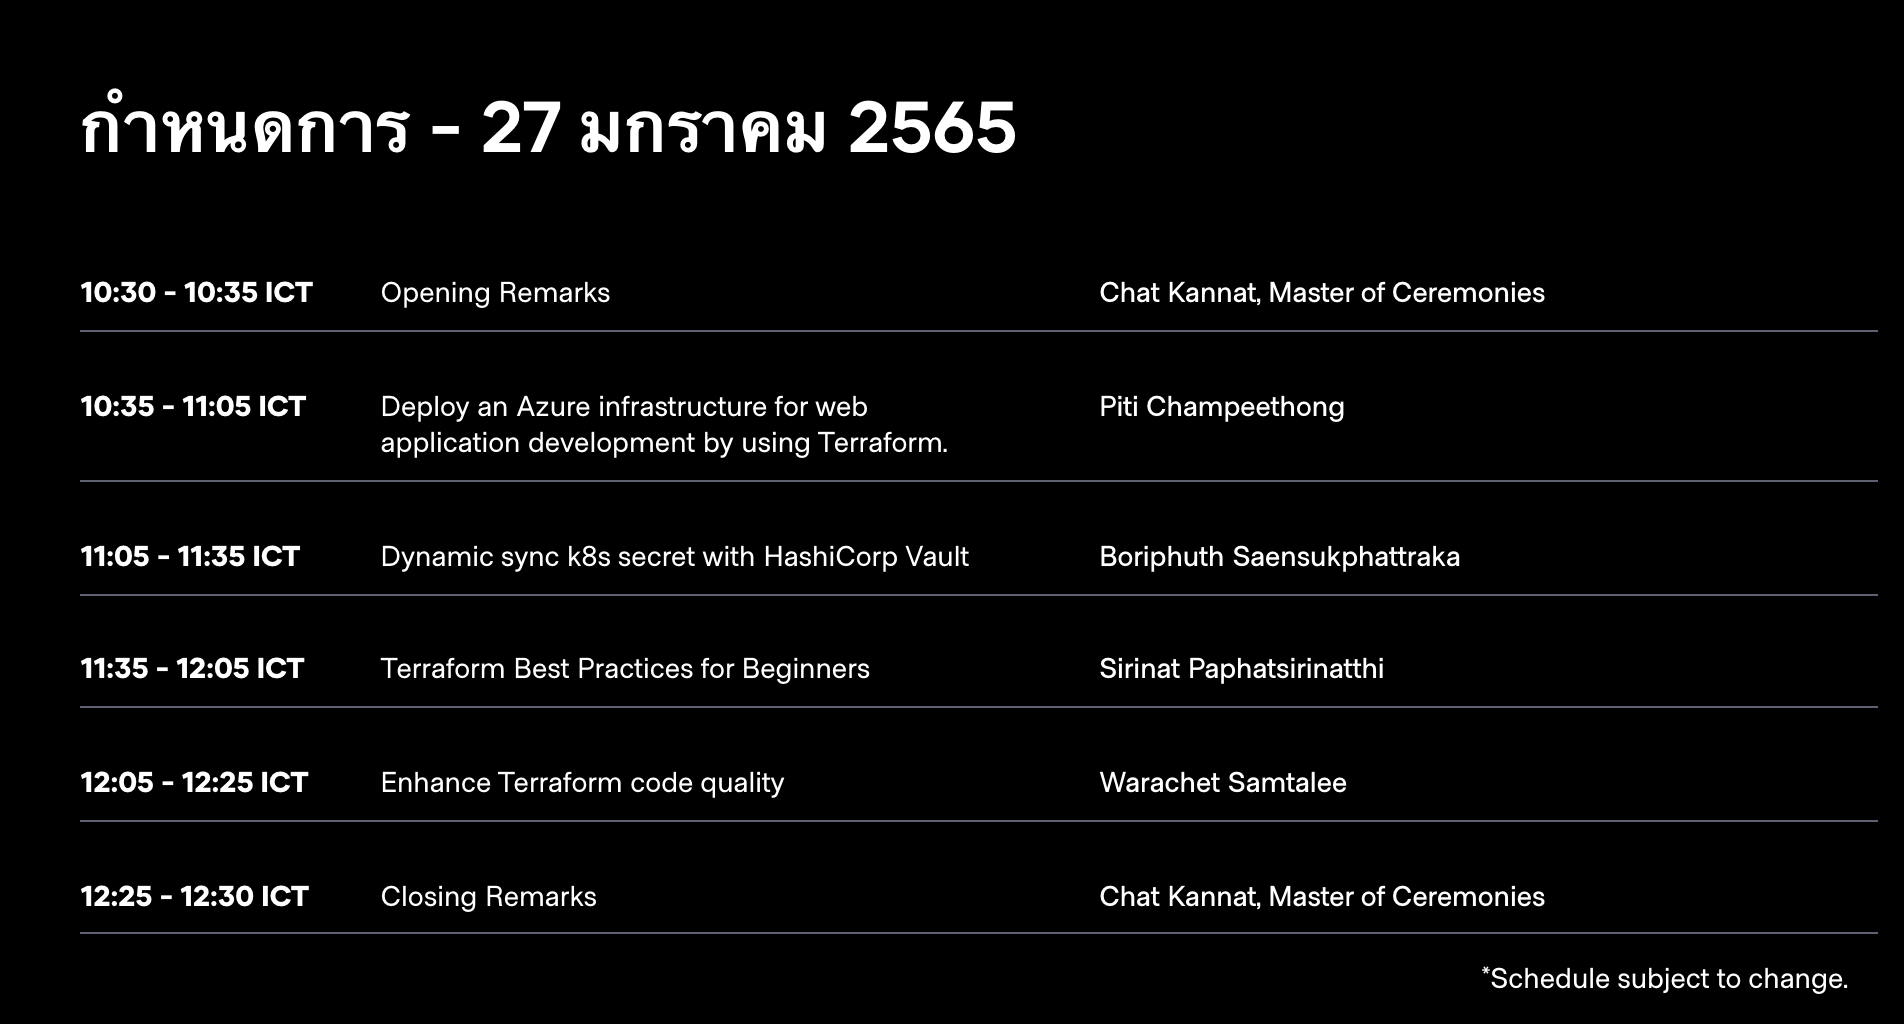 กำหนดการ - 27 มกราคม 2565
10:30 - 10:35 ICT Opening Remarks Chat Kannat, Master of Ceremonies
10:35 - 11:05 ICT Deploy an Azure infrastructure for web Piti Champeethong
application development by using Terraform.
11:05 - 11:35 ICT Dynamic sync k8s secret with HashiCorp Vault Boriphuth Saensukphattraka
11:35 - 12:05 ICT Terraform Best Practices for Beginners Sirinat Paphatsirinatthi
12:05 - 12:25 ICT Enhance Terraform code quality Warachet Samtalee
12:25 - 12:30 ICT Closing Remarks Chat Kannat, Master of Ceremonies
*Schedule subject to change.